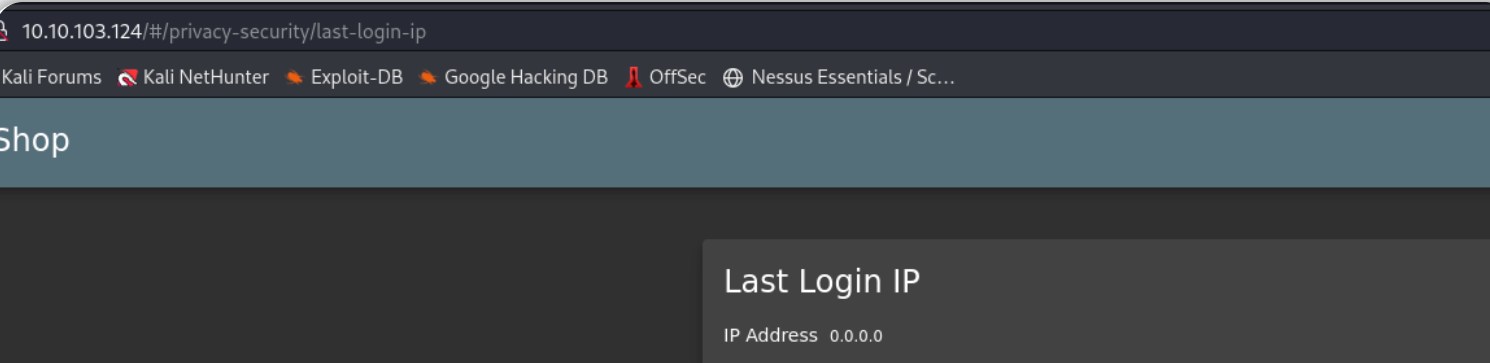 10.10.103.124/#/privacy-security/last-login-ip
Kali Forums Kali NetHunter Exploit-DB Google Hacking DB OffSec Nessus Essentials / Sc…
Shop
Last Login IP
IP Address 0.0.0.0